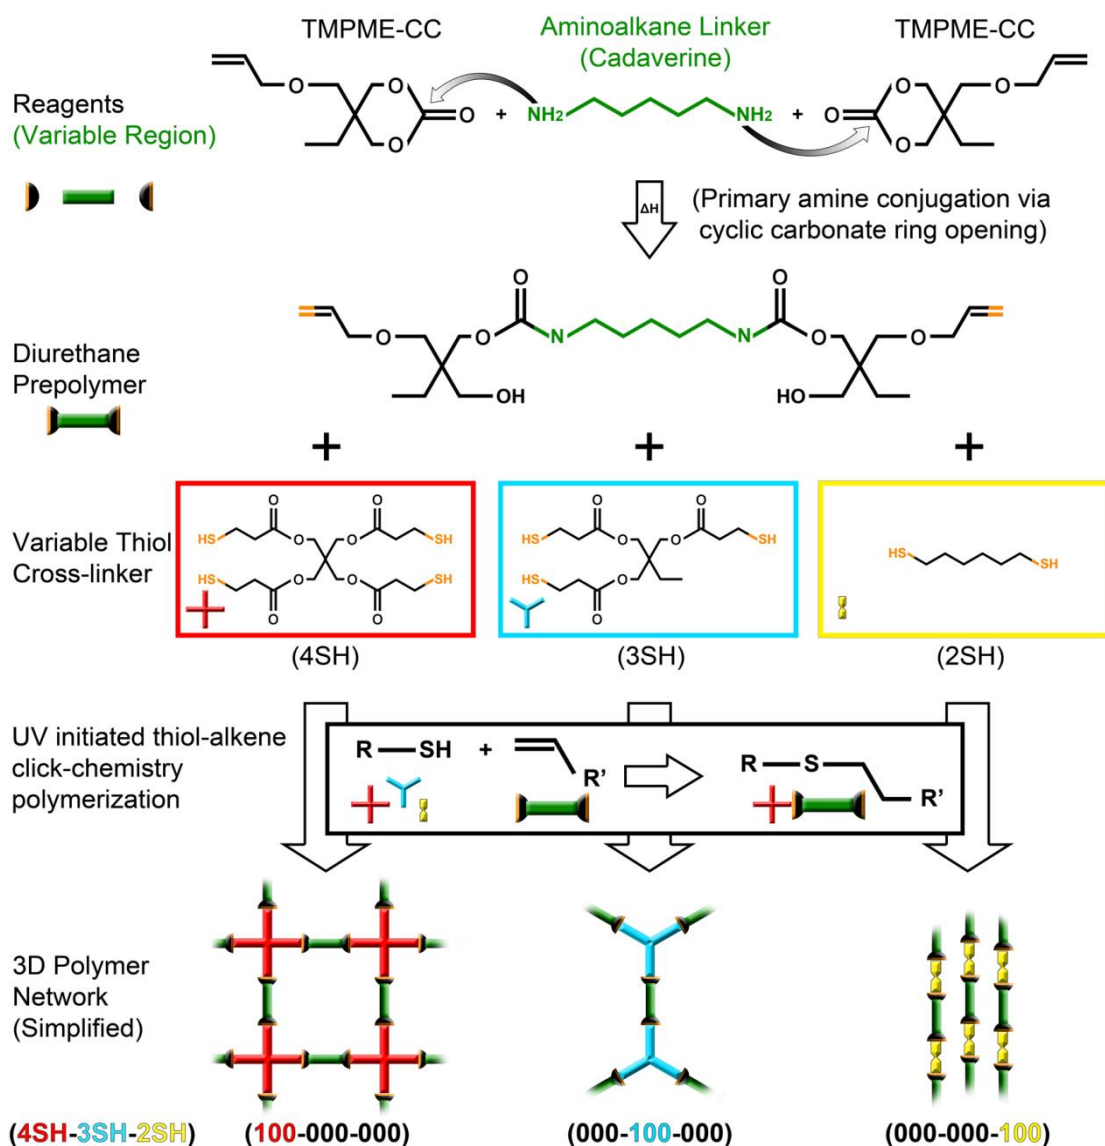 TMPME-CC
Aminoalkane Linker
(Cadaverine)
TMPME-CC
Reagents
(Variable Region)
O
O
O
O
+
NH2
NH2
+
O
O
O
O
ΔH
(Primary amine conjugation via
cyclic carbonate ring opening)
Diurethane
Prepolymer
O
O
O
O
N
N
O
O
OH
HO
+
+
+
Variable Thiol
Cross-linker
O
O
HS
O
O
SH
HS
O
O
SH
O
O
O
O
HS
O
O
SH
HS
O
O
HS
SH
(4SH)
(3SH)
(2SH)
UV initiated thiol-alkene
click-chemistry
polymerization
R
SH
+
R'
R
S
R'
3D Polymer
Network
(Simplified)
(4SH-3SH-2SH)
(100-000-000)
(000-100-000)
(000-000-100)